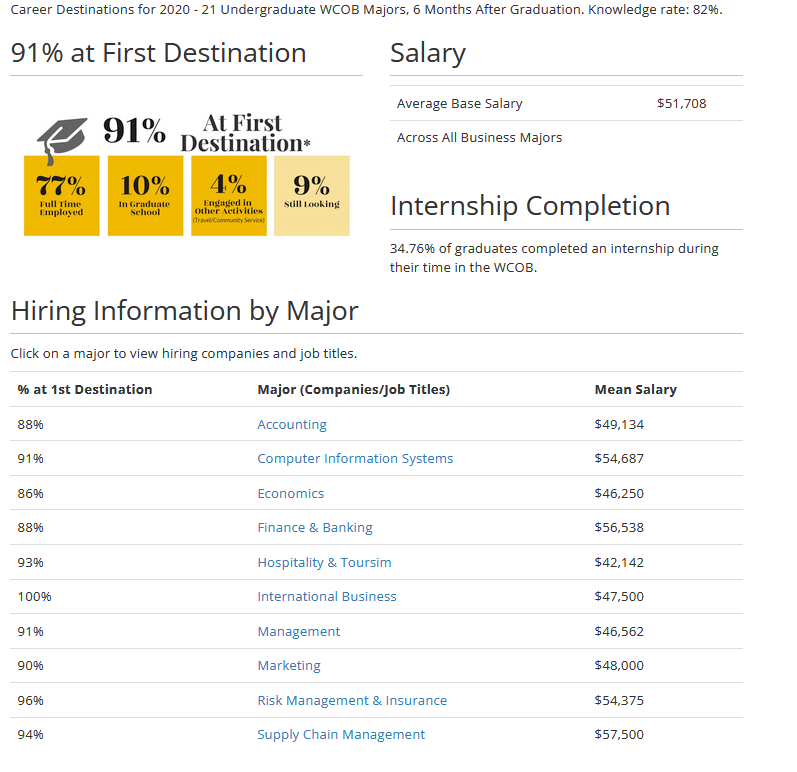 Career Destinations for 2020 - 21 Undergraduate WCOB Majors, 6 Months After Graduation. Knowledge rate: 82%.
91% at First Destination
91% At First
Destination*
77%
Full Time
Employed
10%
In Graduate
School
4%
Engaged in
Other Activities
(Travel/Community Service)
9%
Still Looking
Salary
Average Base Salary $51,708
Across All Business Majors
Internship Completion
34.76% of graduates completed an internship during
their time in the WCOB.
Hiring Information by Major
Click on a major to view hiring companies and job titles.
% at 1st Destination Major (Companies/Job Titles) Mean Salary
88% Accounting $49,134
91% Computer Information Systems $54,687
86% Economics $46,250
88% Finance & Banking $56,538
93% Hospitality & Toursim $42,142
100% International Business $47,500
91% Management $46,562
90% Marketing $48,000
96% Risk Management & Insurance $54,375
94% Supply Chain Management $57,500